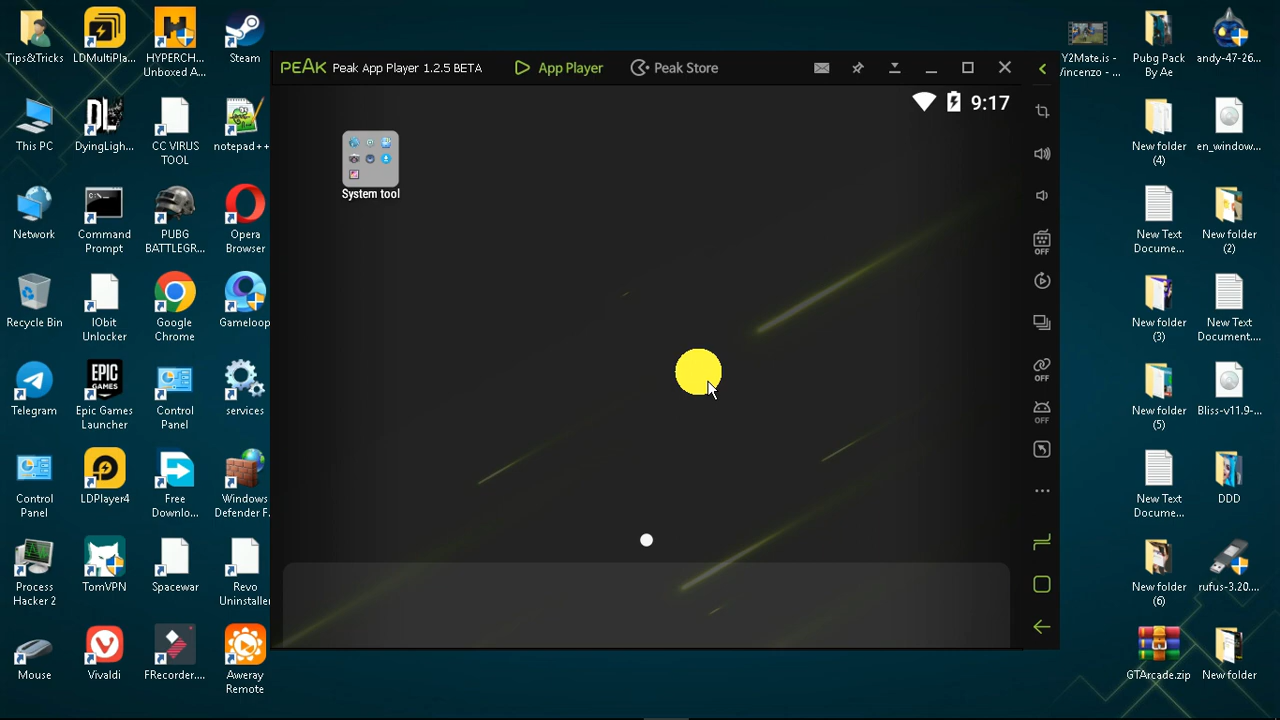 Tips&Tricks
LDMultiPla...
HYPERCH...
Unboxed A...
Steam
This PC
DyingLigh...
CC VIRUS
TOOL
notepad++
Network
Command
Prompt
PUBG
BATTLEGR...
Opera
Browser
Recycle Bin
IObit
Unlocker
Google
Chrome
Gameloop
Telegram
Epic Games
Launcher
Control
Panel
services
Control
Panel
LDPlayer4
Free
Downlo...
Windows
Defender F...
Process
Hacker 2
TomVPN
Spacewar
Revo
Uninstaller
Mouse
Vivaldi
FRecorder....
Aweray
Remote
PEAK Peak App Player 1.2.5 BETA
App Player
Peak Store
9:17
System tool
OFF
OFF
OFF
Y2Mate.is -
Vincenzo - ...
Pubg Pack
By Ae
andy-47-26...
New folder
(4)
en_window...
New Text
Docume...
New folder
(2)
New folder
(3)
New Text
Document....
New folder
(5)
Bliss-v11.9-...
New Text
Docume...
DDD
New folder
(6)
rufus-3.20....
GTArcade.zip
New folder